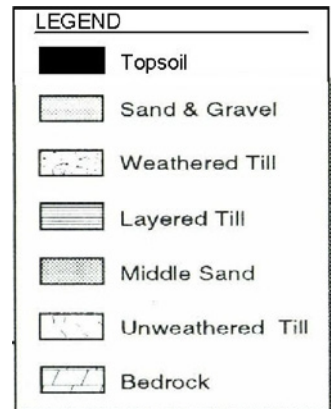 LEGEND
Topsoil
Sand & Gravel
Weathered Till
Layered Till
Middle Sand
Unweathered Till
Bedrock